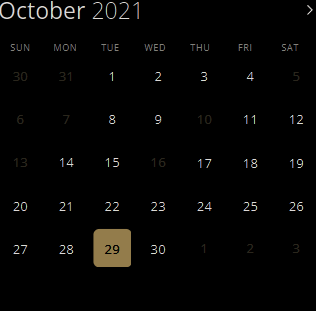 October 2021
SUN MON TUE WED THU FRI SAT
30 31 1 2 3 4 5
6 7 8 9 10 11 12
13 14 15 16 17 18 19
20 21 22 23 24 25 26
27 28 29 30 1 2 3